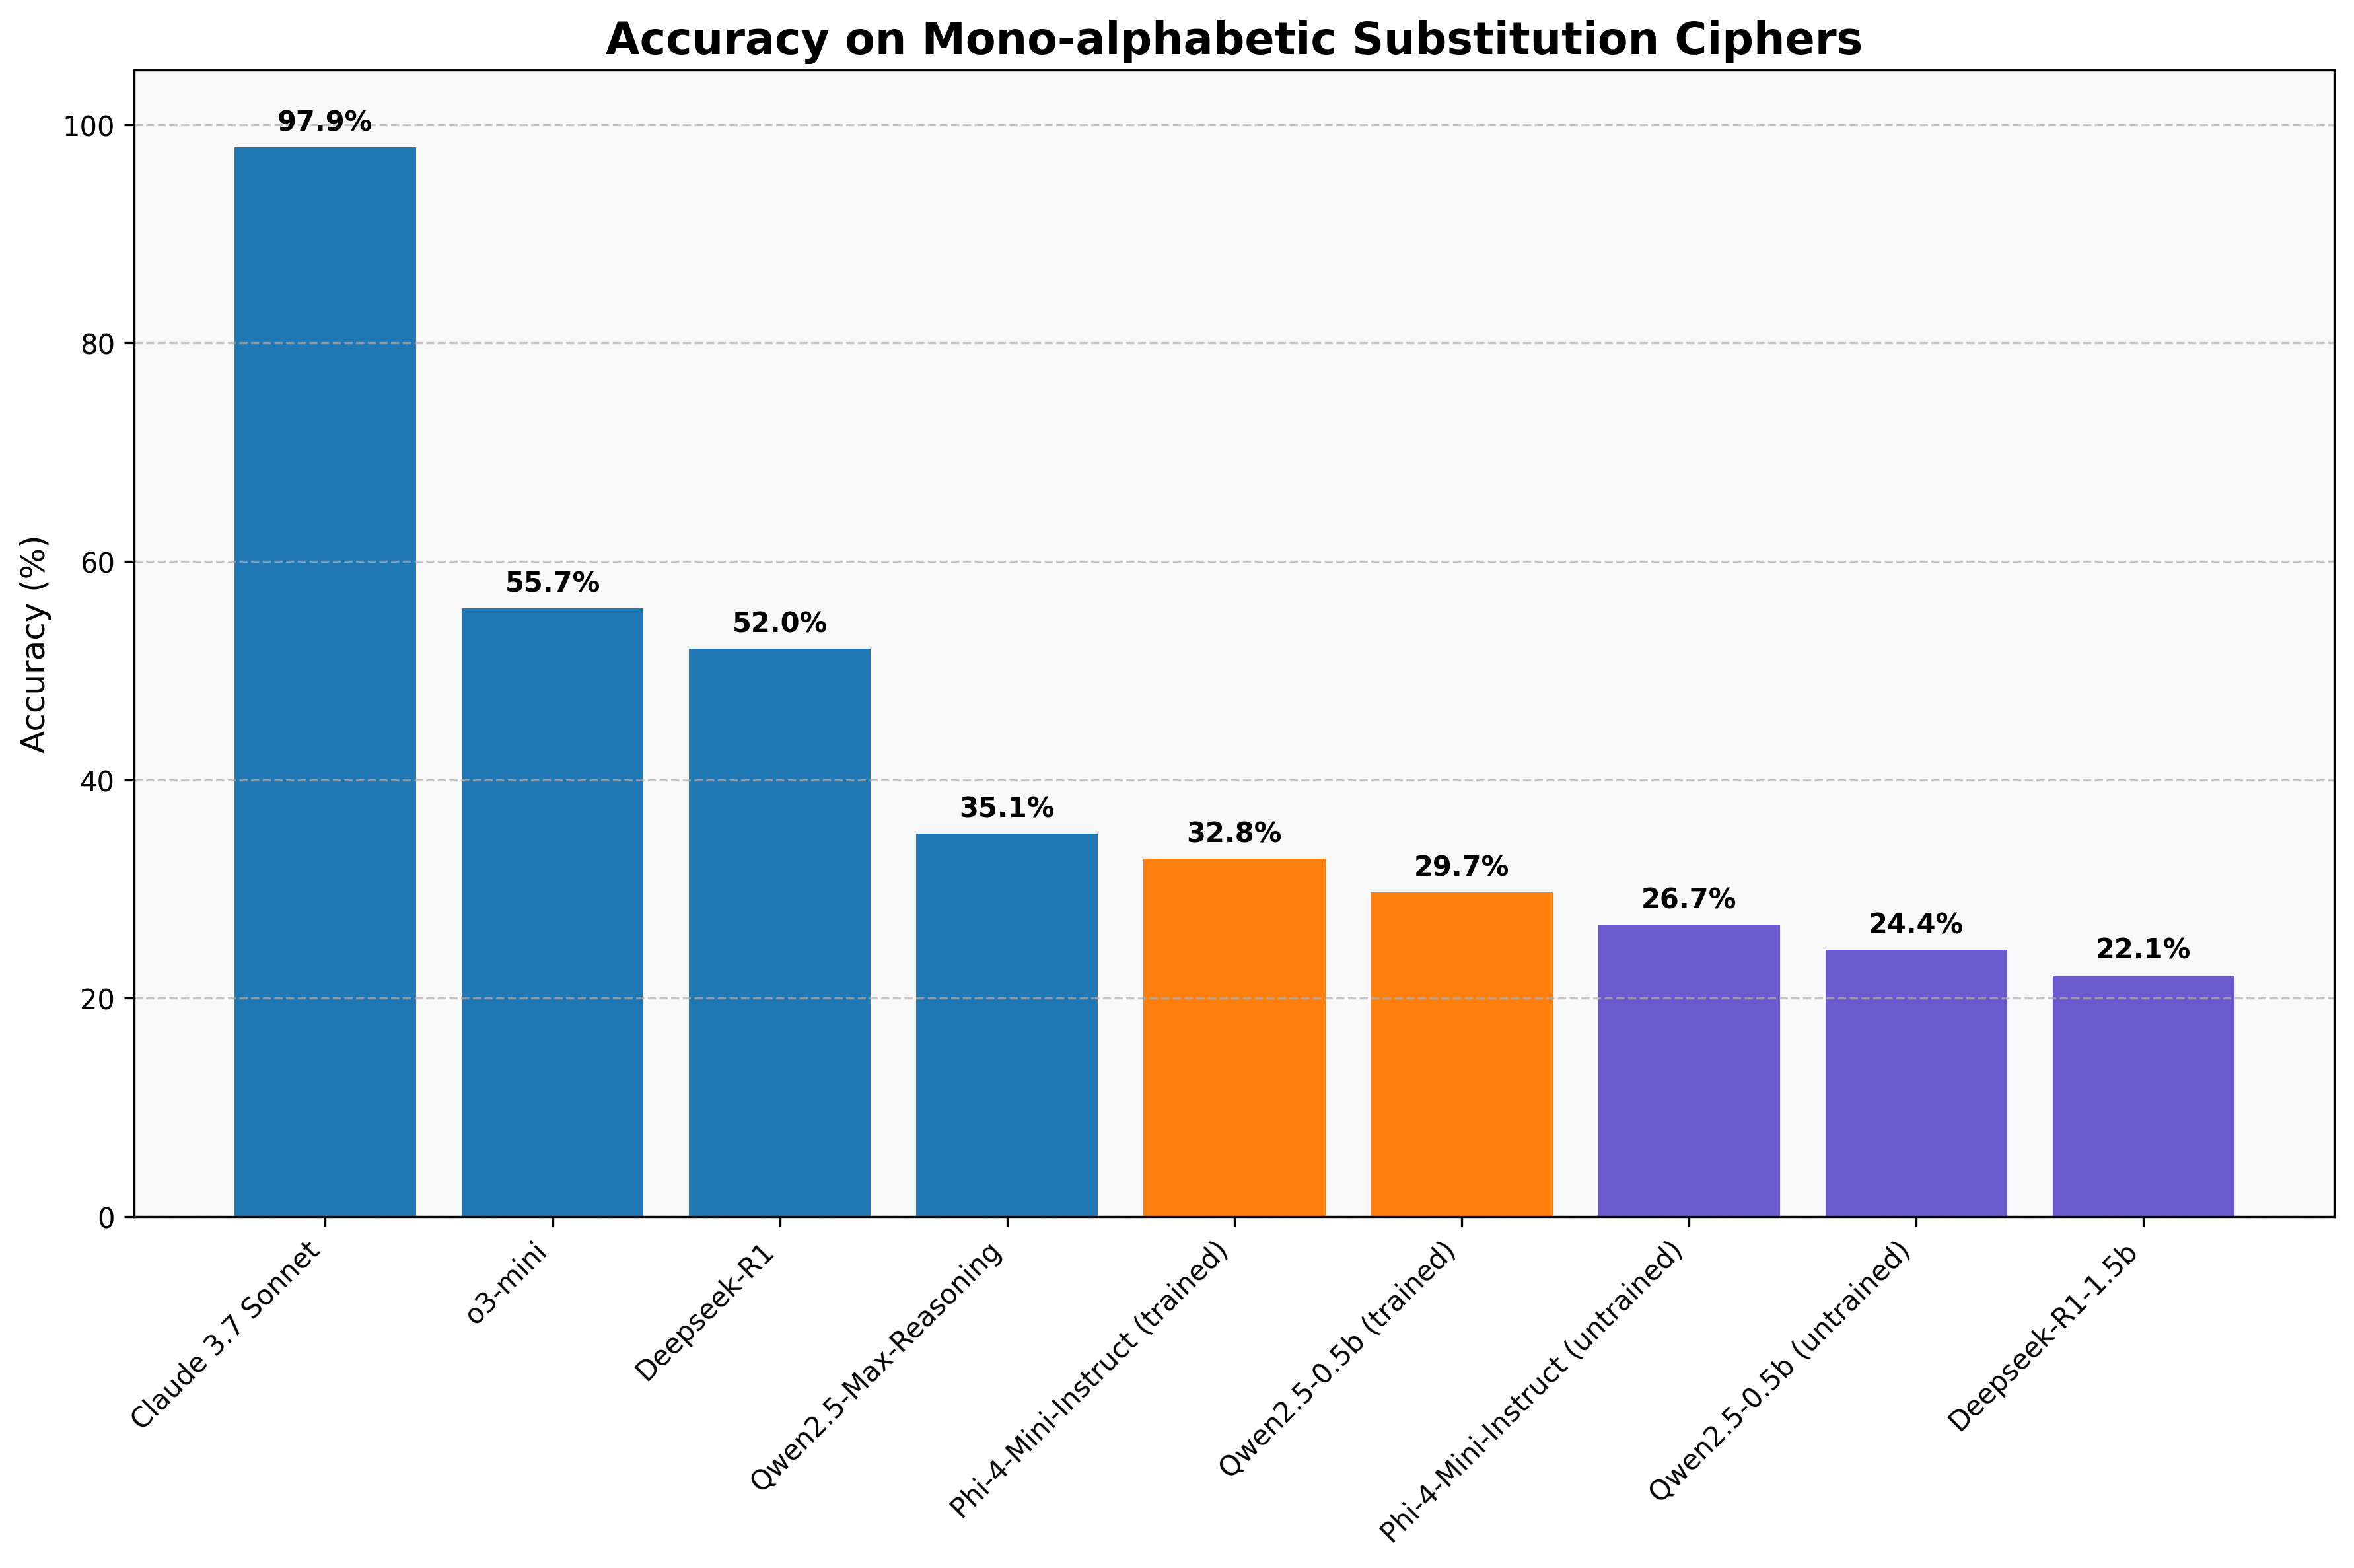 Accuracy on Mono-alphabetic Substitution Ciphers
Accuracy (%)
100
80
60
40
20
0
97.9%
55.7%
52.0%
35.1%
32.8%
29.7%
26.7%
24.4%
22.1%
Claude 3.7 Sonnet
o3-mini
Deepseek-R1
Qwen2.5-Max-Reasoning
Phi-4-Mini-Instruct (trained)
Qwen2.5-0.5b (trained)
Phi-4-Mini-Instruct (untrained)
Qwen2.5-0.5b (untrained)
Deepseek-R1-1.5b